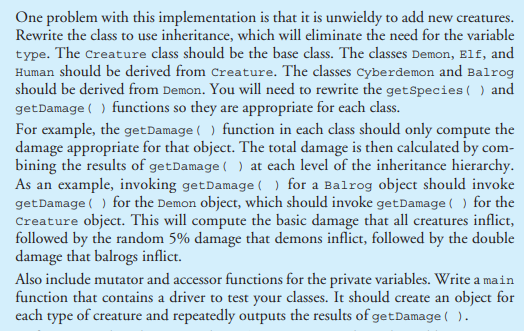 One problem with this implementation is that it is unwieldy to add new creatures.
Rewrite the class to use inheritance, which will eliminate the need for the variable
type. The Creature class should be the base class. The classes Demon, Elf, and
Human should be derived from Creature. The classes Cyberdemon and Balrog
should be derived from Demon. You will need to rewrite the getSpecies( ) and
getDamage( ) functions so they are appropriate for each class.
For example, the getDamage( ) function in each class should only compute the
damage appropriate for that object. The total damage is then calculated by com-
bining the results of getDamage( ) at each level of the inheritance hierarchy.
As an example, invoking getDamage( ) for a Balrog object should invoke
getDamage( ) for the Demon object, which should invoke getDamage( ) for the
Creature object. This will compute the basic damage that all creatures inflict,
followed by the random 5% damage that demons inflict, followed by the double
damage that balrogs inflict.
Also include mutator and accessor functions for the private variables. Write a main
function that contains a driver to test your classes. It should create an object for
each type of creature and repeatedly outputs the results of getDamage( ).